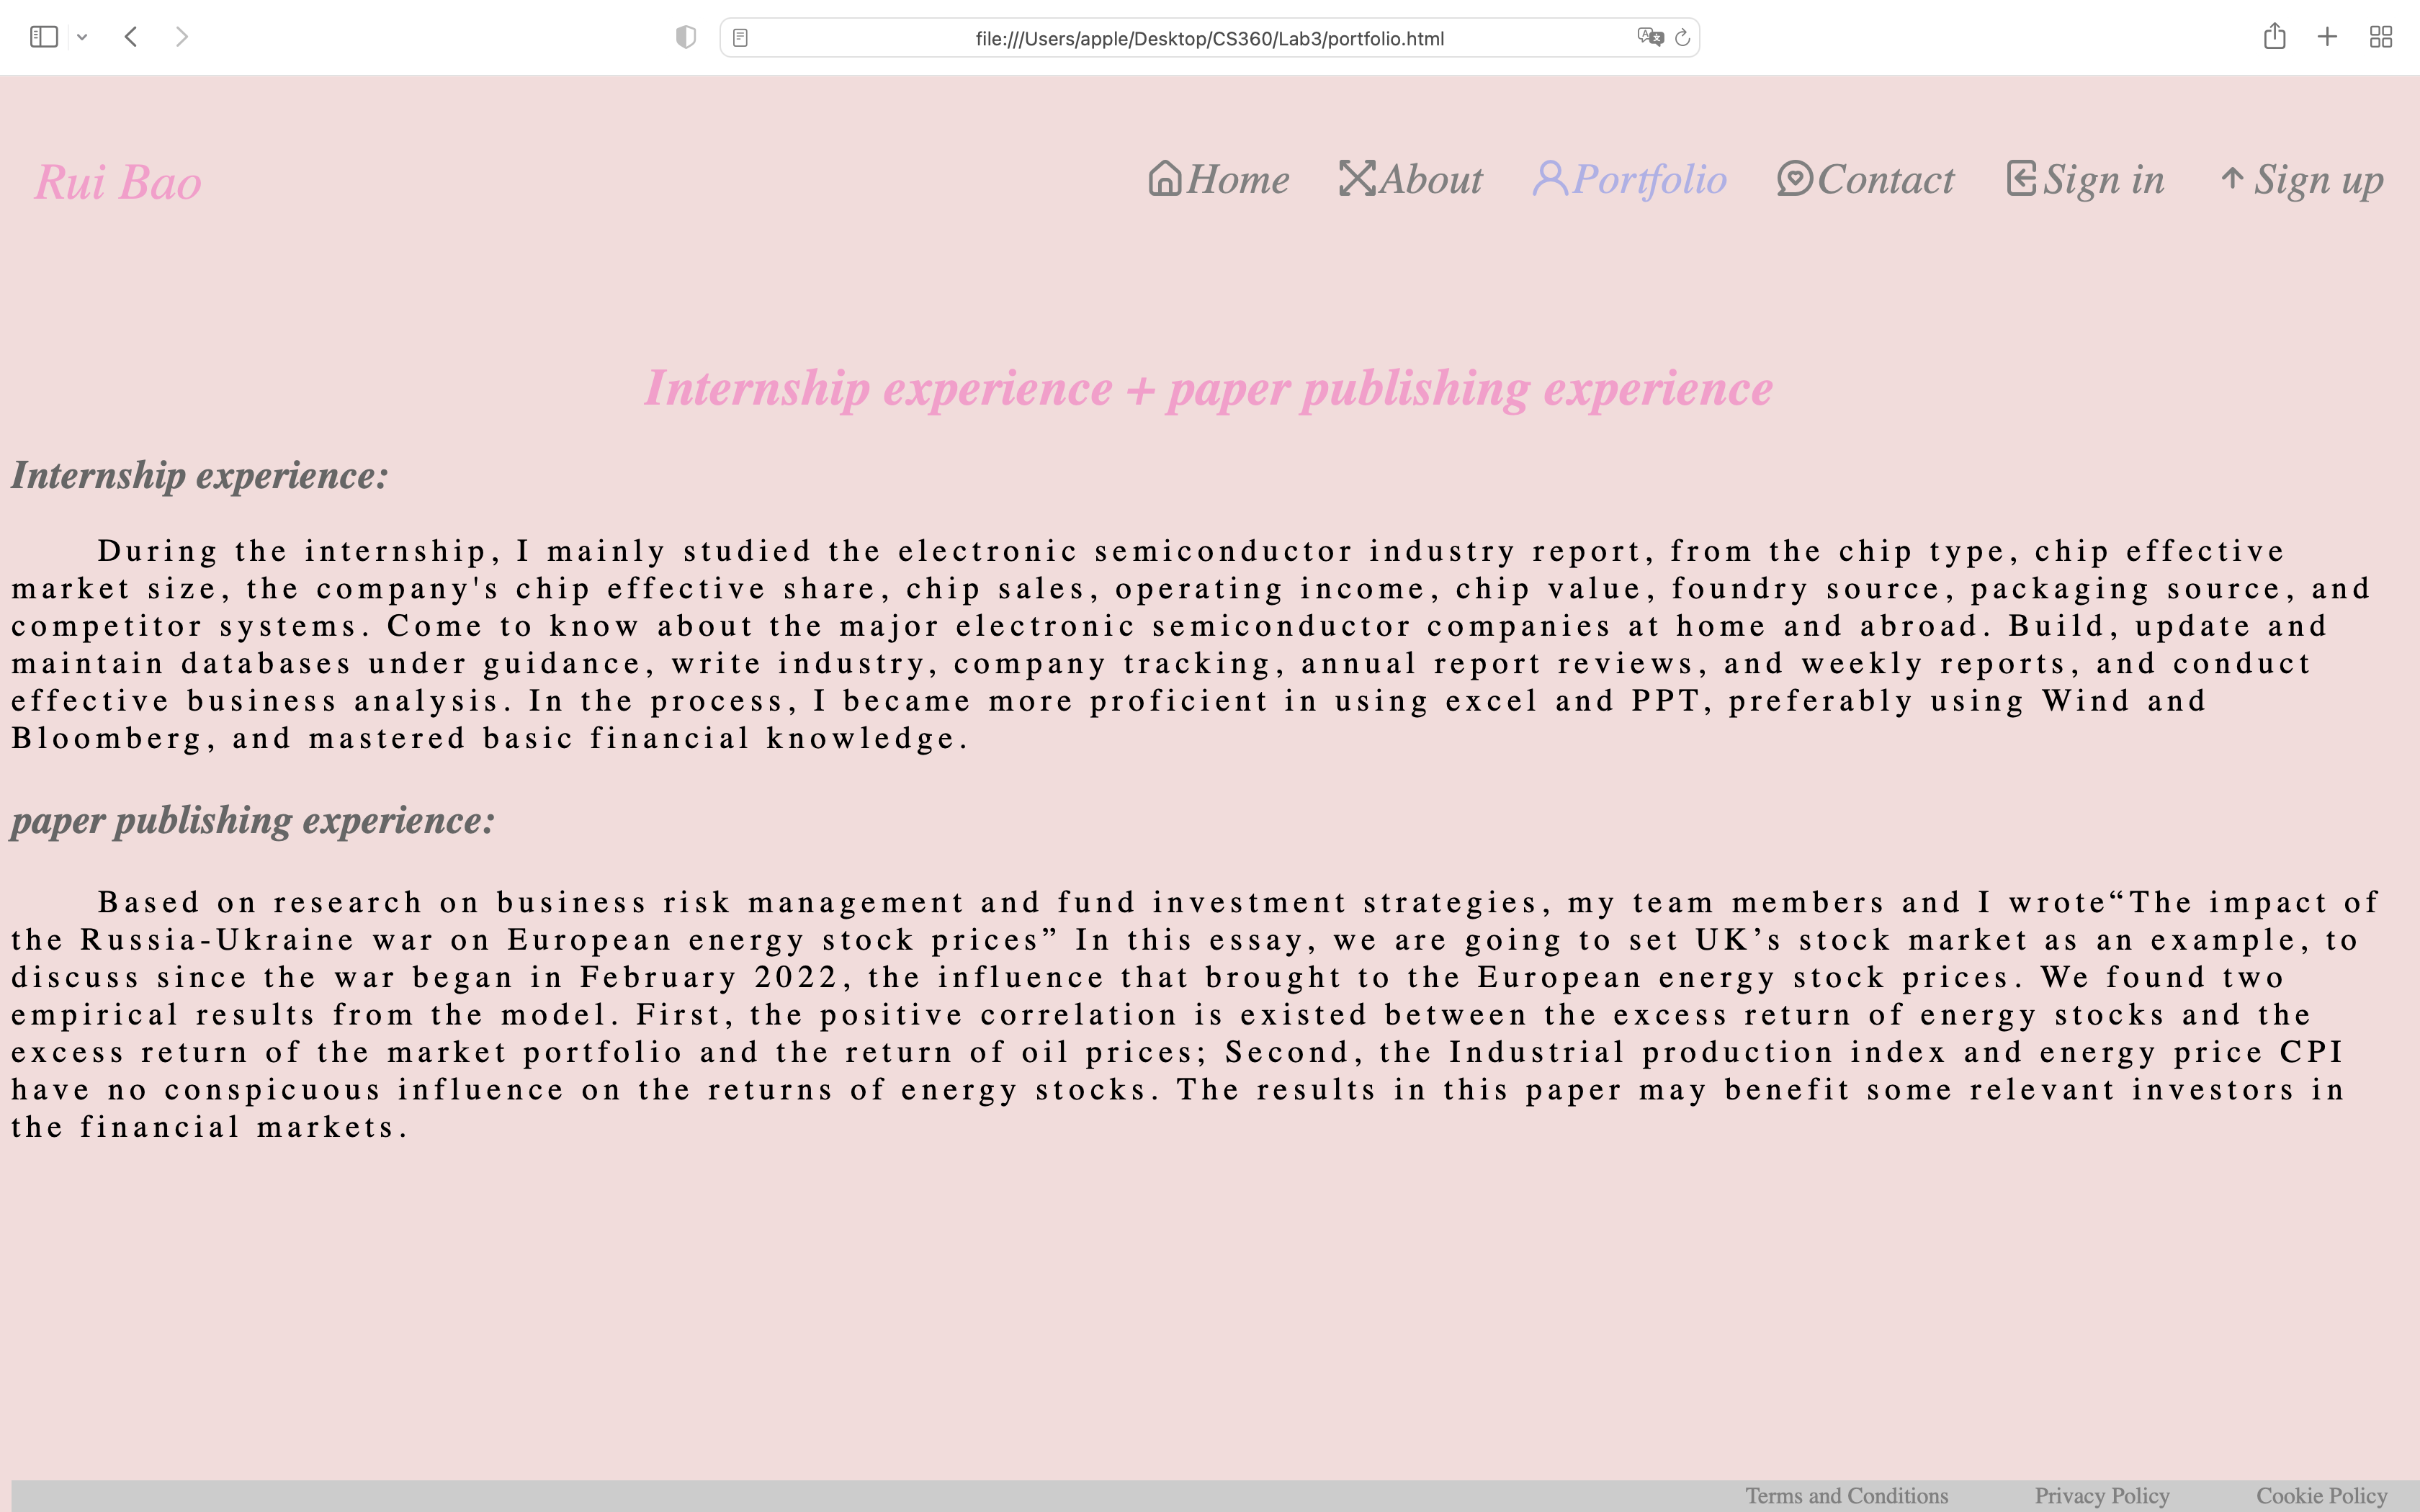 file:///Users/apple/Desktop/CS360/Lab3/portfolio.html
Rui Bao
Home About Portfolio Contact Sign in Sign up
Internship experience + paper publishing experience
Internship experience:
During the internship, I mainly studied the electronic semiconductor industry report, from the chip type, chip effective
market size, the company's chip effective share, chip sales, operating income, chip value, foundry source, packaging source, and
competitor systems. Come to know about the major electronic semiconductor companies at home and abroad. Build, update and
maintain databases under guidance, write industry, company tracking, annual report reviews, and weekly reports, and conduct
effective business analysis. In the process, I became more proficient in using excel and PPT, preferably using Wind and
Bloomberg, and mastered basic financial knowledge.
paper publishing experience:
Based on research on business risk management and fund investment strategies, my team members and I wrote“The impact of
the Russia-Ukraine war on European energy stock prices” In this essay, we are going to set UK’s stock market as an example, to
discuss since the war began in February 2022, the influence that brought to the European energy stock prices. We found two
empirical results from the model. First, the positive correlation is existed between the excess return of energy stocks and the
excess return of the market portfolio and the return of oil prices; Second, the Industrial production index and energy price CPI
have no conspicuous influence on the returns of energy stocks. The results in this paper may benefit some relevant investors in
the financial markets.
Terms and Conditions Privacy Policy Cookie Policy